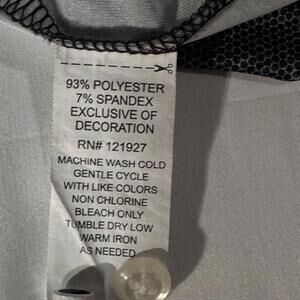 93% POLYESTER
7% SPANDEX
EXCLUSIVE OF
DECORATION
RN# 121927
MACHINE WASH COLD
GENTLE CYCLE
WITH LIKE COLORS
NON CHLORINE
BLEACH ONLY
TUMBLE DRY LOW
WARM IRON
AS NEEDED